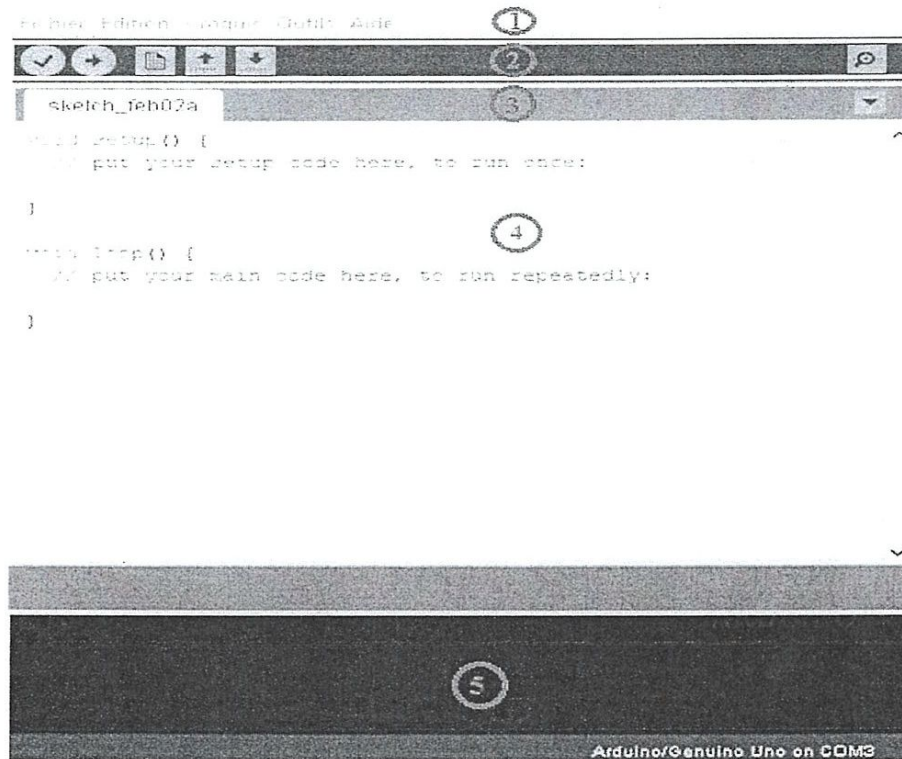 Fichier Edition Croquis Outils Aide 1
2
sketch_feb02a 3
void setup() {
// put your setup code here, to run once:
}
4
void loop() {
// put your main code here, to run repeatedly:
}
5
Arduino/Genuino Uno on COM3